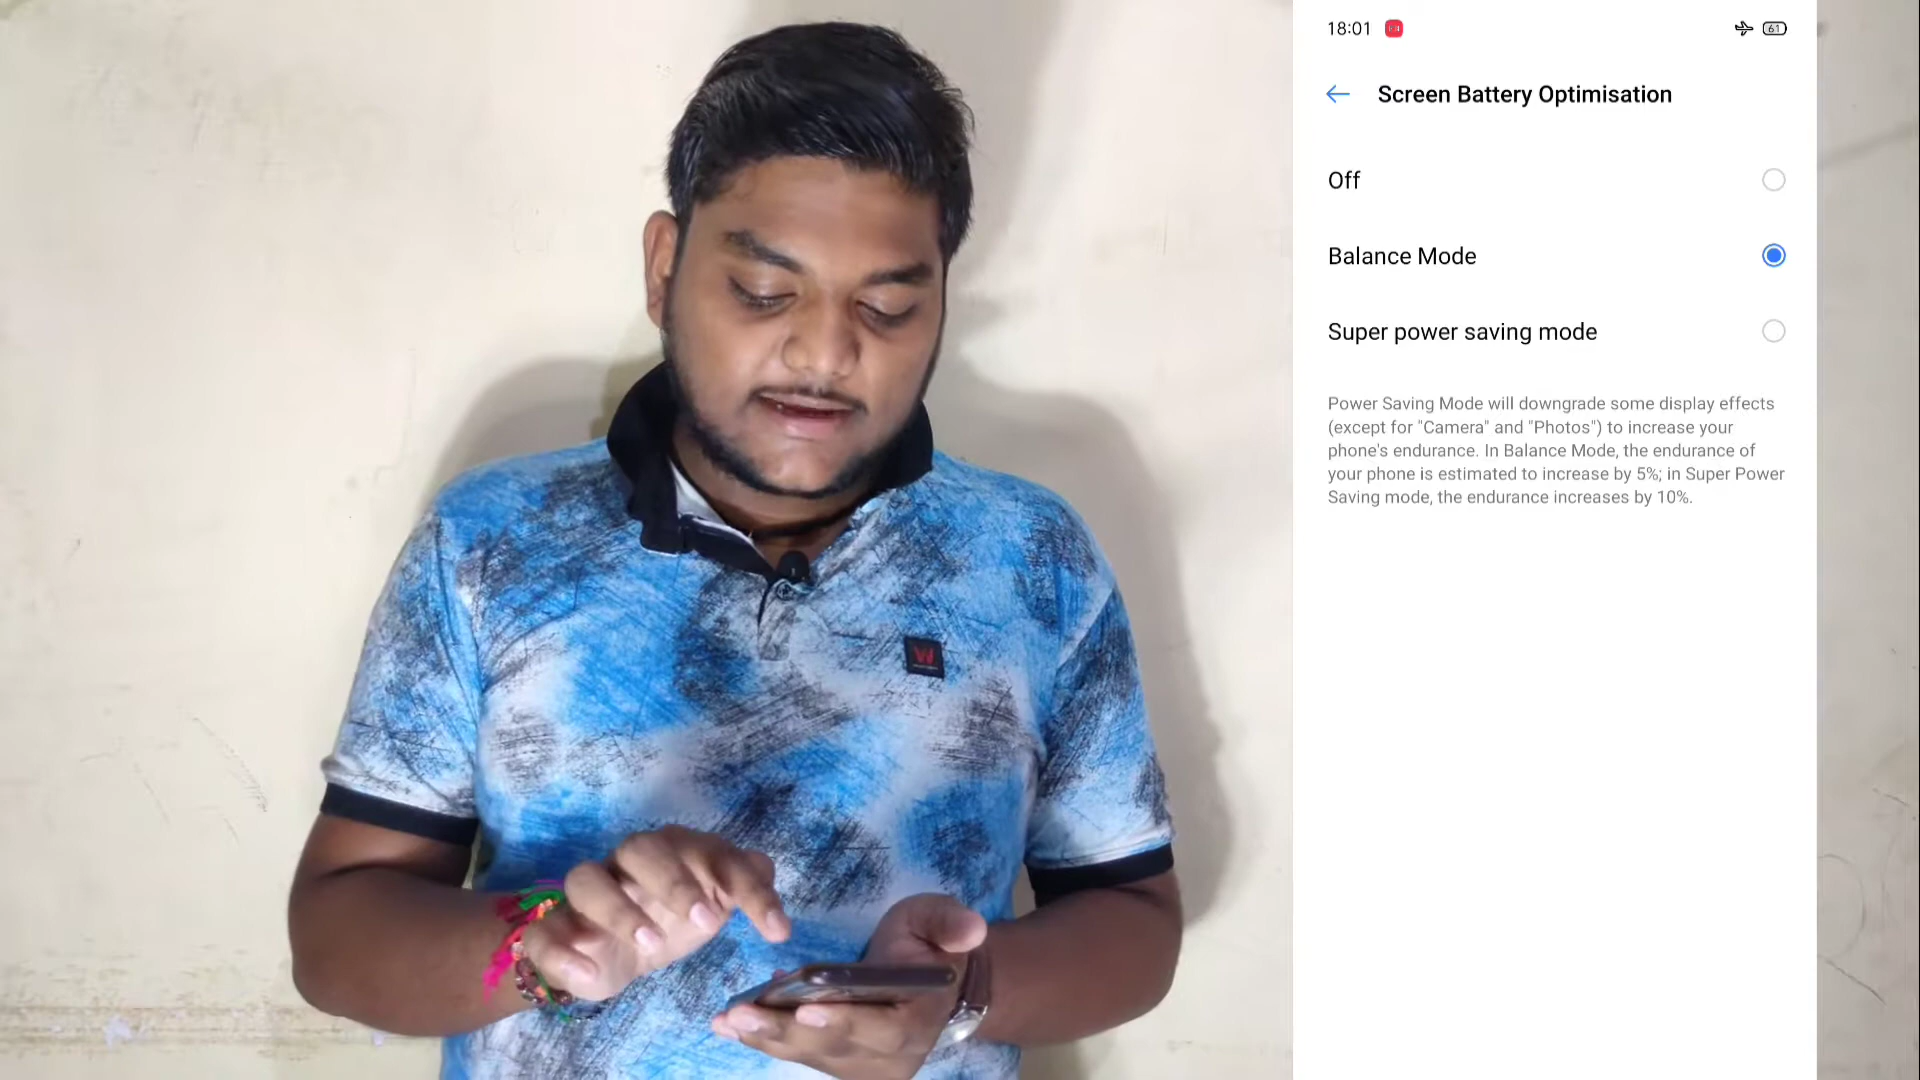 18:01
61
Screen Battery Optimisation
Off
Balance Mode
Super power saving mode
Power Saving Mode will downgrade some display effects
(except for "Camera" and "Photos") to increase your
phone's endurance. In Balance Mode, the endurance of
your phone is estimated to increase by 5%; in Super Power
Saving mode, the endurance increases by 10%.
W